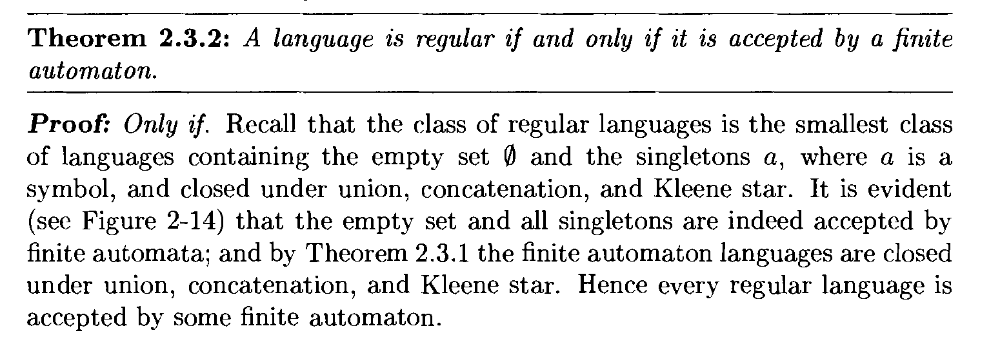 Theorem 2.3.2: A language is regular if and only if it is accepted by a finite
automaton.
Proof: Only if. Recall that the class of regular languages is the smallest class
of languages containing the empty set ∅ and the singletons a, where a is a
symbol, and closed under union, concatenation, and Kleene star. It is evident
(see Figure 2-14) that the empty set and all singletons are indeed accepted by
finite automata; and by Theorem 2.3.1 the finite automaton languages are closed
under union, concatenation, and Kleene star. Hence every regular language is
accepted by some finite automaton.